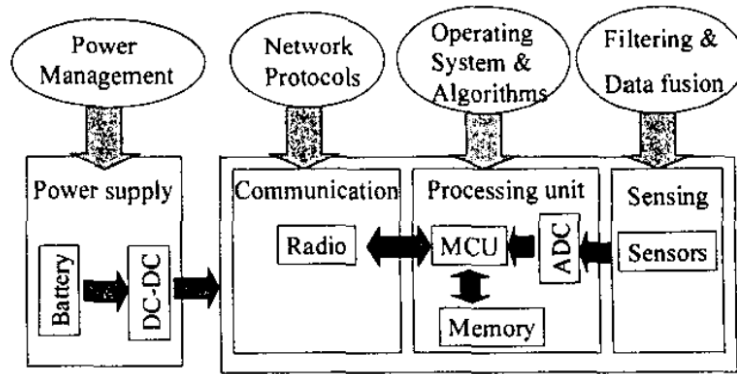 Power
Management
Network
Protocols
Operating
System &
Algorithms
Filtering &
Data fusion
Power supply
Battery
DC-DC
Communication
Radio
Processing unit
MCU
ADC
Memory
Sensing
Sensors